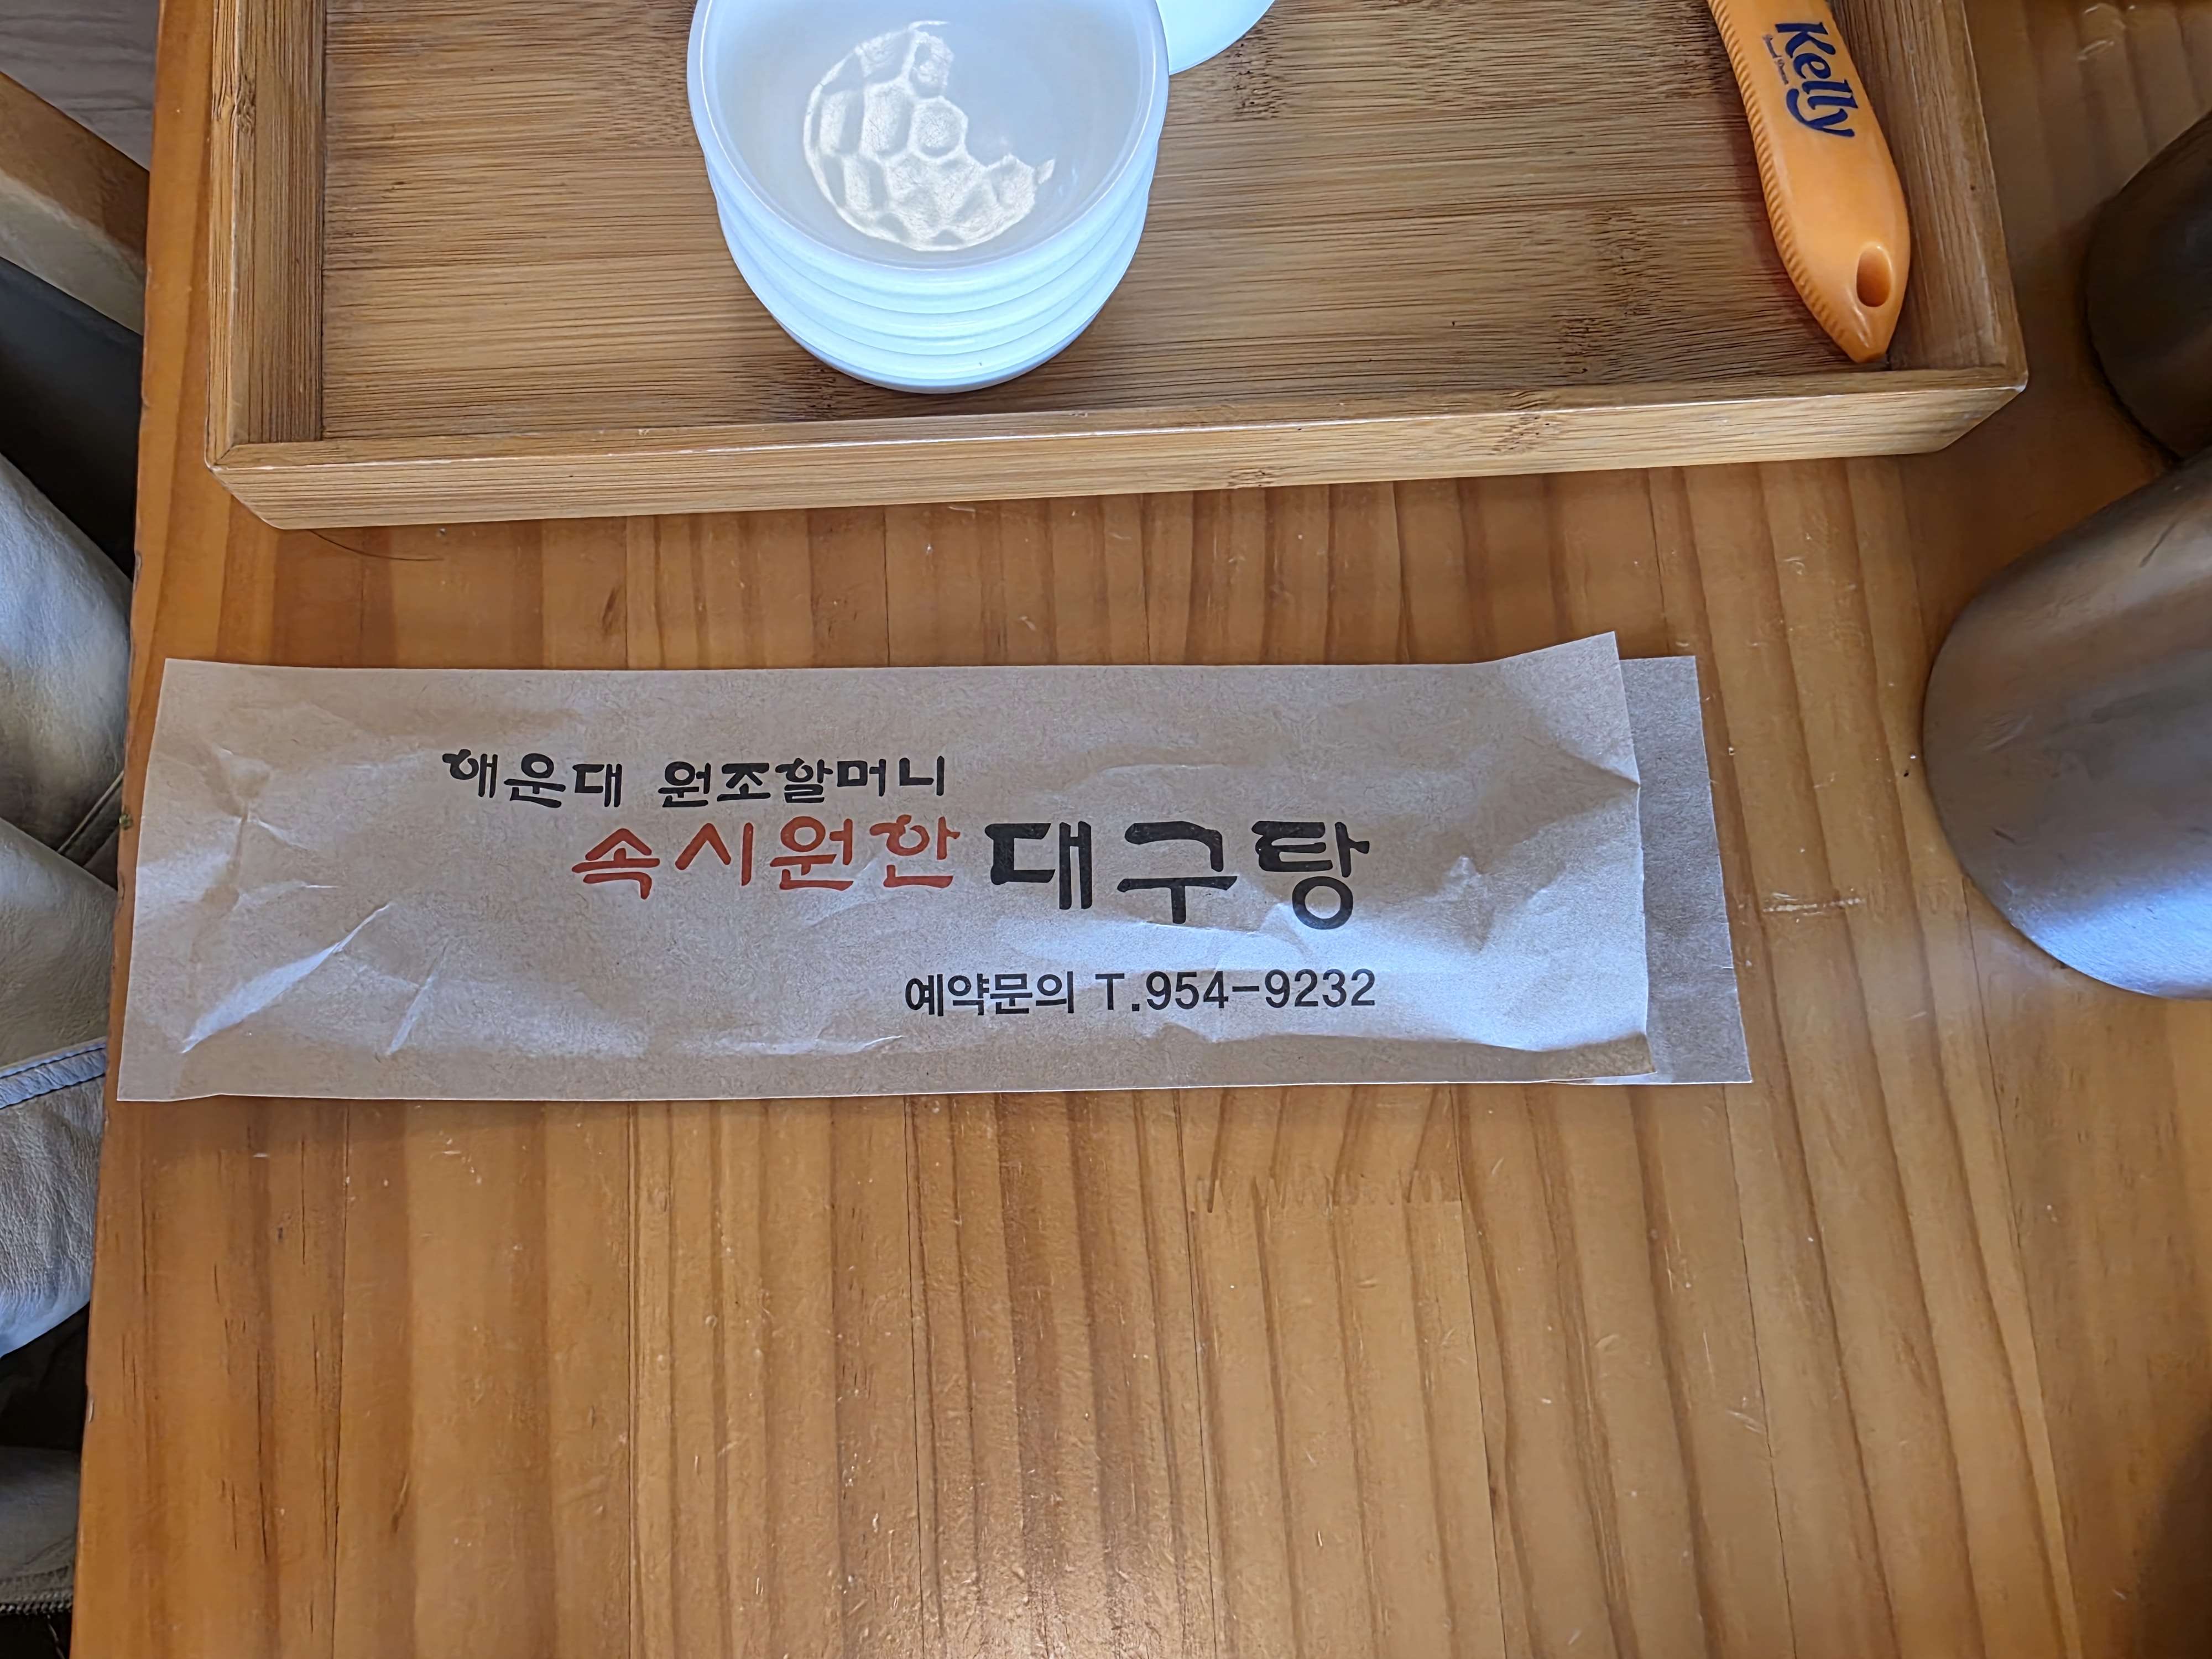 Kelly
해운대 원조할머니
속시원한 대구탕
예약문의 T.954-9232